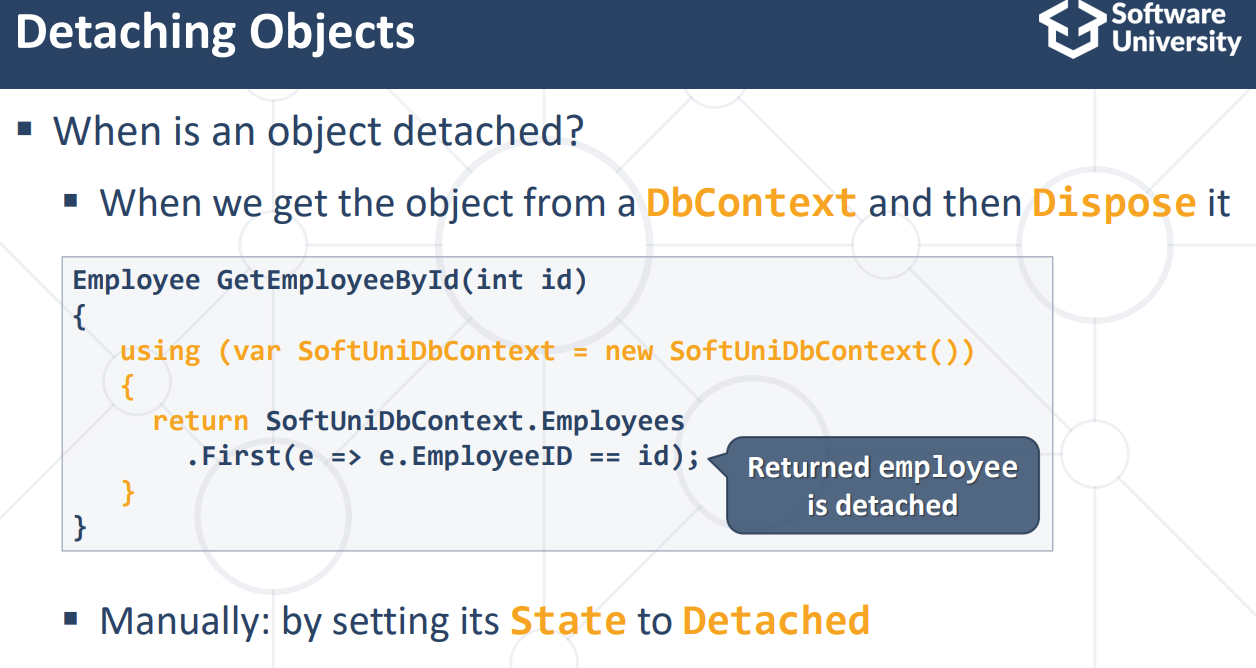 Detaching Objects
Software
University
▪ When is an object detached?
▪ When we get the object from a DbContext and then Dispose it
Employee GetEmployeeById(int id)
{
using (var SoftUniDbContext = new SoftUniDbContext())
{
return SoftUniDbContext.Employees
.First(e => e.EmployeeID == id);
Returned employee
is detached
}
}
▪ Manually: by setting its State to Detached